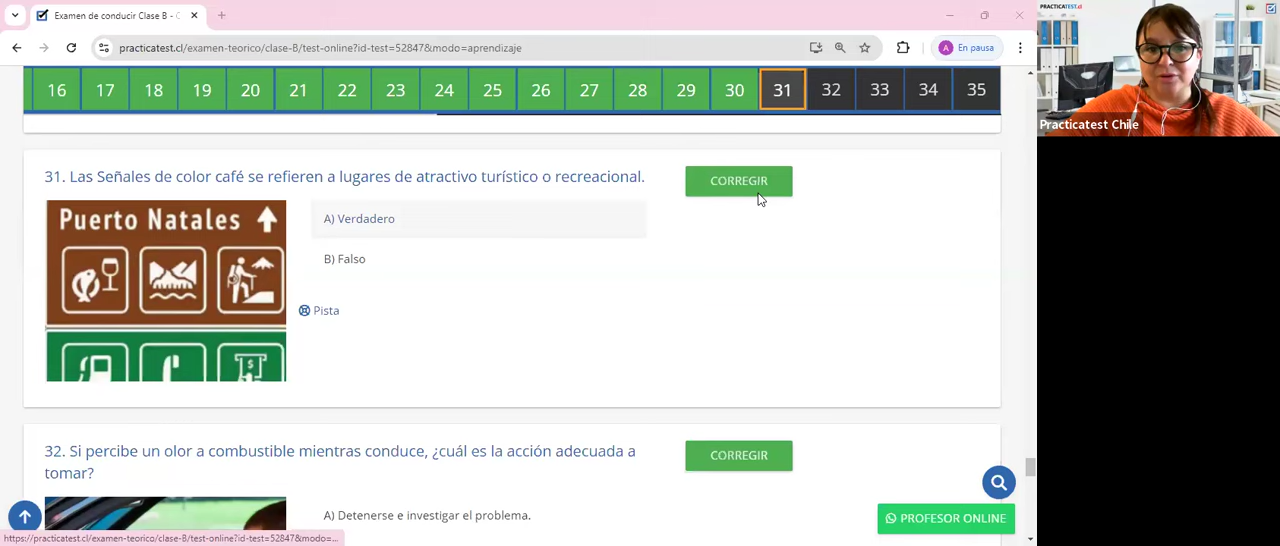 Examen de conducir Clase B - C
practicatest.cl/examen-teorico/clase-B/test-online?id-test=52847&modo=aprendizaje
A
En pausa
16 17 18 19 20 21 22 23 24 25 26 27 28 29 30 31 32 33 34 35
31. Las Señales de color café se refieren a lugares de atractivo turístico o recreacional.
CORREGIR
Puerto Natales
A) Verdadero
B) Falso
Pista
$
32. Si percibe un olor a combustible mientras conduce, ¿cuál es la acción adecuada a
tomar?
CORREGIR
A) Detenerse e investigar el problema.
PROFESOR ONLINE
https://practicatest.cl/examen-teorico/clase-B/test-online?id-test=52847&modo=...
PRACTICATEST.cl
Practicatest Chile